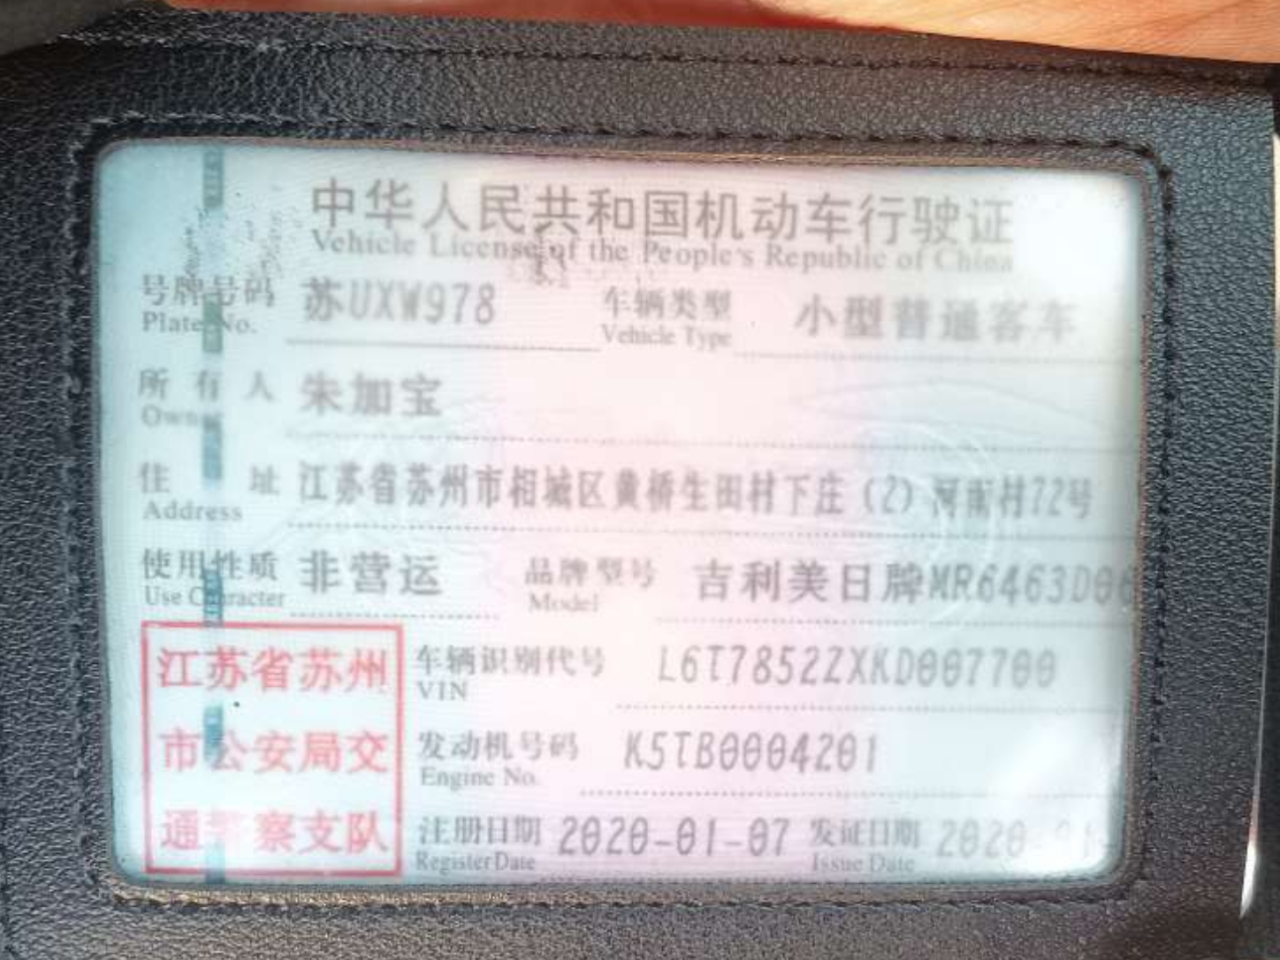 中华人民共和国机动车行驶证
Vehicle License of the People's Republic of China
号牌号码 苏UXW978 车辆类型 小型普通客车
Plate No. Vehicle Type
所有人 朱加宝
Owner
住址 江苏省苏州市相城区黄桥生田村下庄(2)河南村72号
Address
使用性质 非营运 品牌型号 吉利美日牌MR6463D06
Use Character Model
江苏省苏州
市公安局交
通警察支队
车辆识别代号 L6T7852ZXKD007700
VIN
发动机号码 K5TB0004201
Engine No.
注册日期 2020-01-07 发证日期 2020-01-
Register Date Issue Date